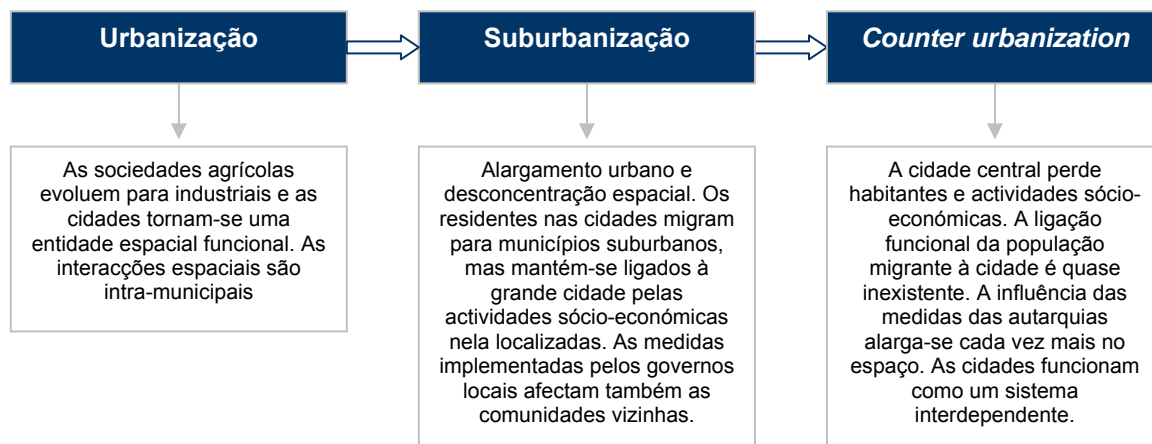 Urbanização
Suburbanização
Counter urbanization
As sociedades agrícolas
evoluem para industriais e as
cidades tornam-se uma
entidade espacial funcional. As
interacções espaciais são
intra-municipais
Alargamento urbano e
desconcentração espacial. Os
residentes nas cidades migram
para municípios suburbanos,
mas mantém-se ligados à
grande cidade pelas
actividades sócio-económicas
nela localizadas. As medidas
implementadas pelos governos
locais afectam também as
comunidades vizinhas.
A cidade central perde
habitantes e actividades sócio-
económicas. A ligação
funcional da população
migrante à cidade é quase
inexistente. A influência das
medidas das autarquias
alarga-se cada vez mais no
espaço. As cidades funcionam
como um sistema
interdependente.